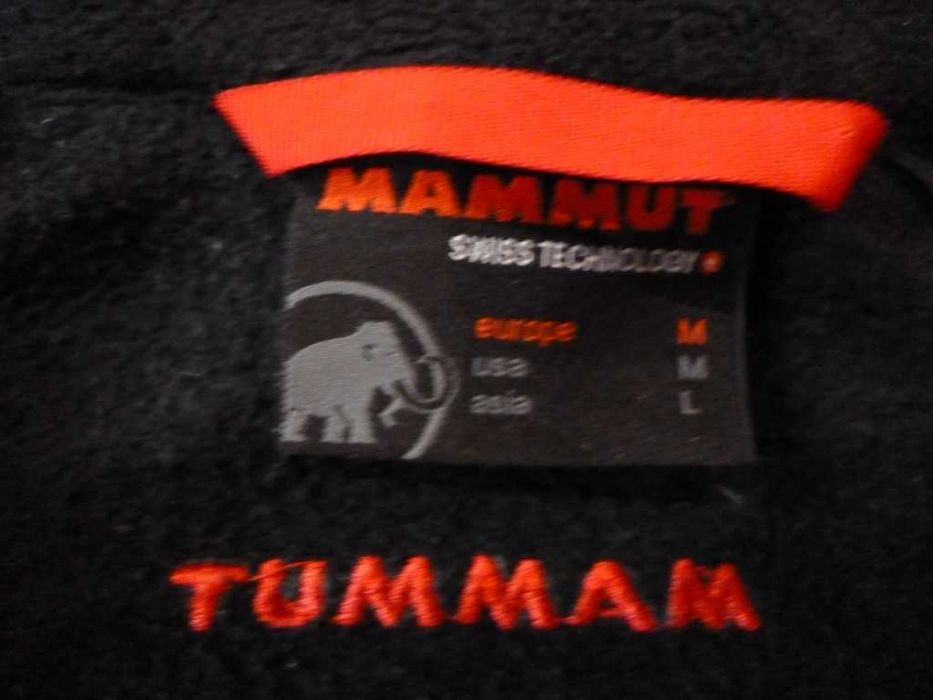 MAMMUT
SWISS TECHNOLOGY
europe M
usa M
asia L
TUMMAM